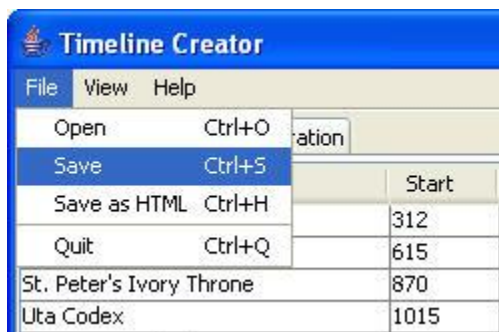 Timeline Creator
File View Help
Open Ctrl+O
ation
Save Ctrl+S
Start
Save as HTML Ctrl+H
312
Quit Ctrl+Q
615
St. Peter's Ivory Throne 870
Uta Codex 1015